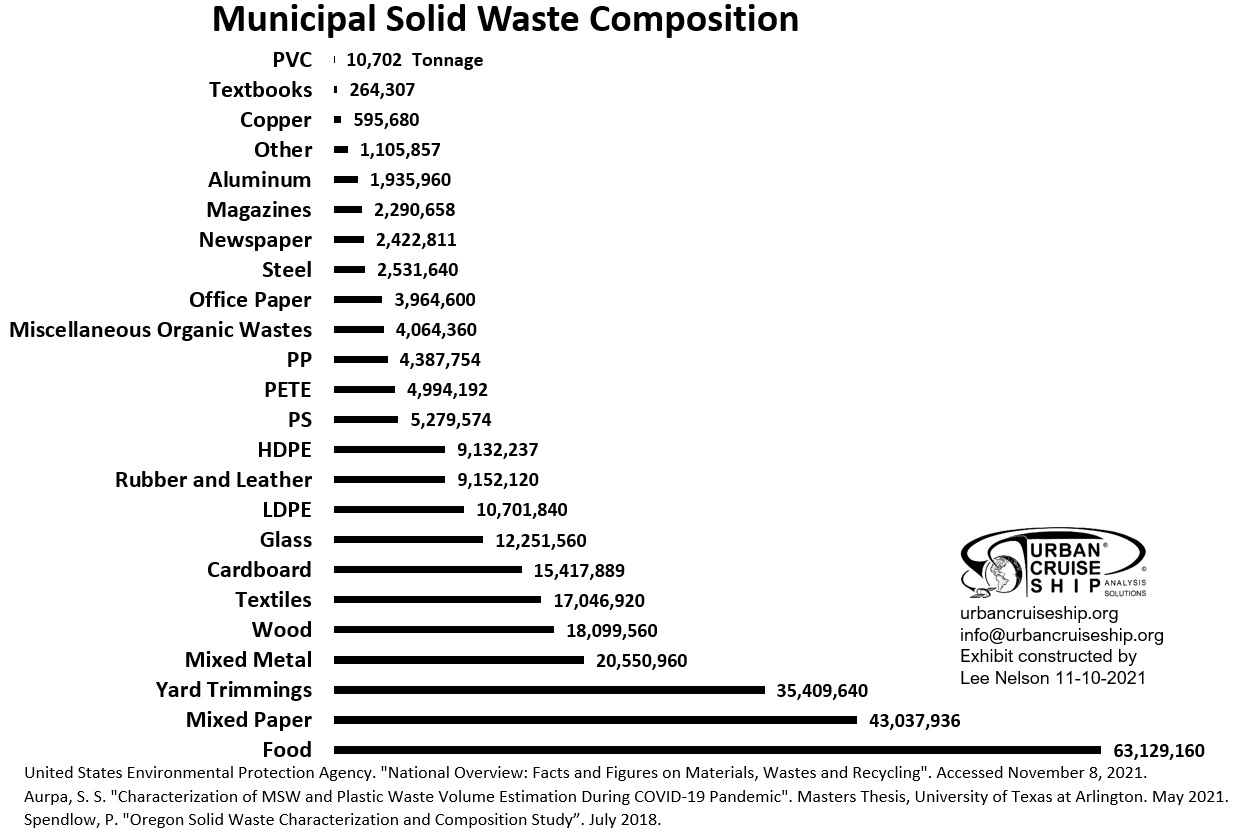 Municipal Solid Waste Composition
PVC 10,702 Tonnage
Textbooks 264,307
Copper 595,680
Other 1,105,857
Aluminum 1,935,960
Magazines 2,290,658
Newspaper 2,422,811
Steel 2,531,640
Office Paper 3,964,600
Miscellaneous Organic Wastes 4,064,360
PP 4,387,754
PETE 4,994,192
PS 5,279,574
HDPE 9,132,237
Rubber and Leather 9,152,120
LDPE 10,701,840
Glass 12,251,560
Cardboard 15,417,889
Textiles 17,046,920
Wood 18,099,560
Mixed Metal 20,550,960
Yard Trimmings 35,409,640
Mixed Paper 43,037,936
Food 63,129,160
URBAN®
CRUISE ©
SHIP ANALYSIS
SOLUTIONS
urbancruiseship.org
info@urbancruiseship.org
Exhibit constructed by
Lee Nelson 11-10-2021
United States Environmental Protection Agency. "National Overview: Facts and Figures on Materials, Wastes and Recycling". Accessed November 8, 2021.
Aurpa, S. S. "Characterization of MSW and Plastic Waste Volume Estimation During COVID-19 Pandemic". Masters Thesis, University of Texas at Arlington. May 2021.
Spendlow, P. "Oregon Solid Waste Characterization and Composition Study”. July 2018.